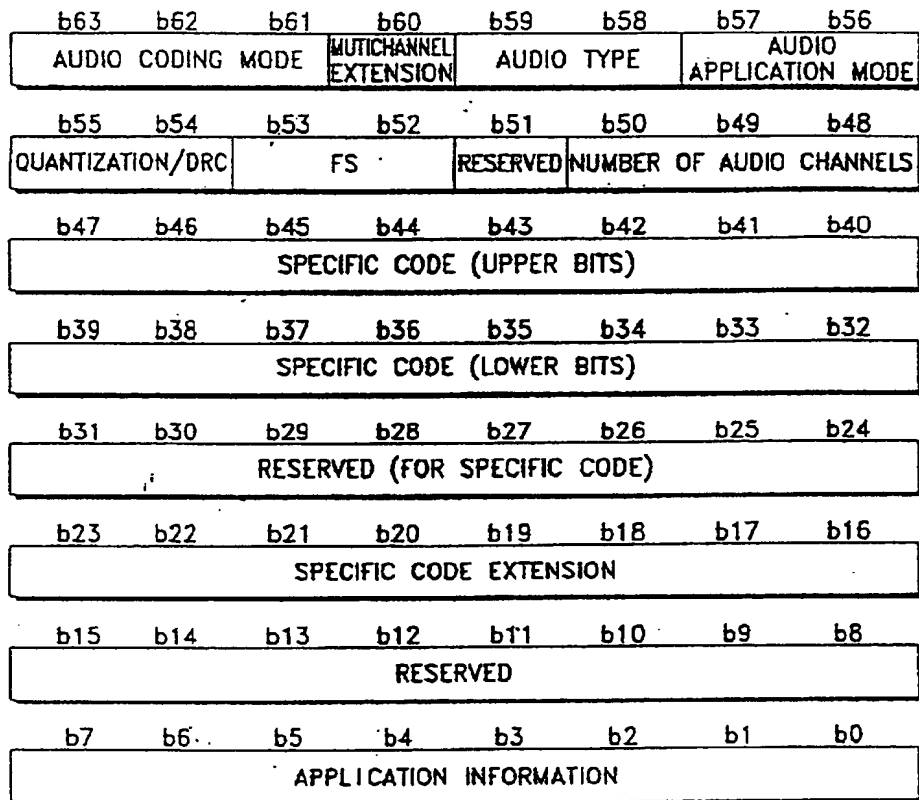 b63 b62 b61 b60 b59 b58 b57 b56
AUDIO CODING MODE MUTICHANNEL EXTENSION AUDIO TYPE AUDIO APPLICATION MODE
b55 b54 b53 b52 b51 b50 b49 b48
QUANTIZATION/DRC FS RESERVED NUMBER OF AUDIO CHANNELS
b47 b46 b45 b44 b43 b42 b41 b40
SPECIFIC CODE (UPPER BITS)
b39 b38 b37 b36 b35 b34 b33 b32
SPECIFIC CODE (LOWER BITS)
b31 b30 b29 b28 b27 b26 b25 b24
RESERVED (FOR SPECIFIC CODE)
b23 b22 b21 b20 b19 b18 b17 b16
SPECIFIC CODE EXTENSION
b15 b14 b13 b12 b11 b10 b9 b8
RESERVED
b7 b6 b5 b4 b3 b2 b1 b0
APPLICATION INFORMATION